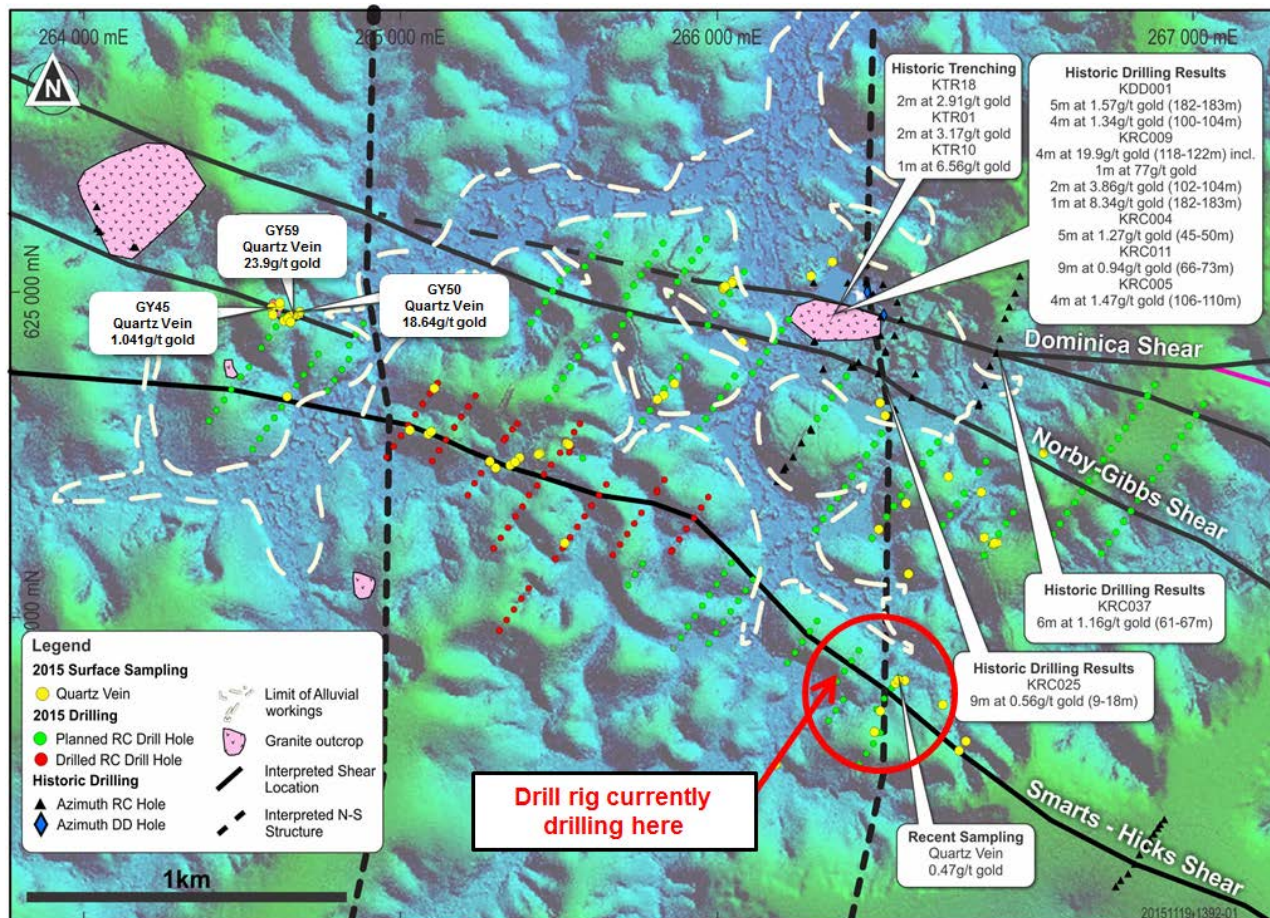 264 000 mE
265 000 mE
266 000 mE
267 000 mE
N
625 000 mN
000 mN
Historic Trenching
KTR18
2m at 2.91g/t gold
KTR01
2m at 3.17g/t gold
KTR10
1m at 6.56g/t gold
Historic Drilling Results
KDD001
5m at 1.57g/t gold (182-183m)
4m at 1.34g/t gold (100-104m)
KRC009
4m at 19.9g/t gold (118-122m) incl.
1m at 77g/t gold
2m at 3.86g/t gold (102-104m)
1m at 8.34g/t gold (182-183m)
KRC004
5m at 1.27g/t gold (45-50m)
KRC011
9m at 0.94g/t gold (66-73m)
KRC005
4m at 1.47g/t gold (106-110m)
GY59
Quartz Vein
23.9g/t gold
GY45
Quartz Vein
1.041g/t gold
GY50
Quartz Vein
18.64g/t gold
Dominica Shear
Norby-Gibbs Shear
Smarts - Hicks Shear
Historic Drilling Results
KRC037
6m at 1.16g/t gold (61-67m)
Historic Drilling Results
KRC025
9m at 0.56g/t gold (9-18m)
Recent Sampling
Quartz Vein
0.47g/t gold
Drill rig currently
drilling here
Legend
2015 Surface Sampling
Quartz Vein
2015 Drilling
Planned RC Drill Hole
Drilled RC Drill Hole
Historic Drilling
Azimuth RC Hole
Azimuth DD Hole
Limit of Alluvial
workings
Granite outcrop
Interpreted Shear
Location
Interpreted N-S
Structure
1km
20151119-1392-01